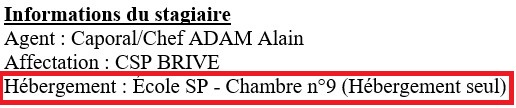 Informations du stagiaire
Agent : Caporal/Chef ADAM Alain
Affectation : CSP BRIVE
Hébergement : École SP - Chambre n°9 (Hébergement seul)